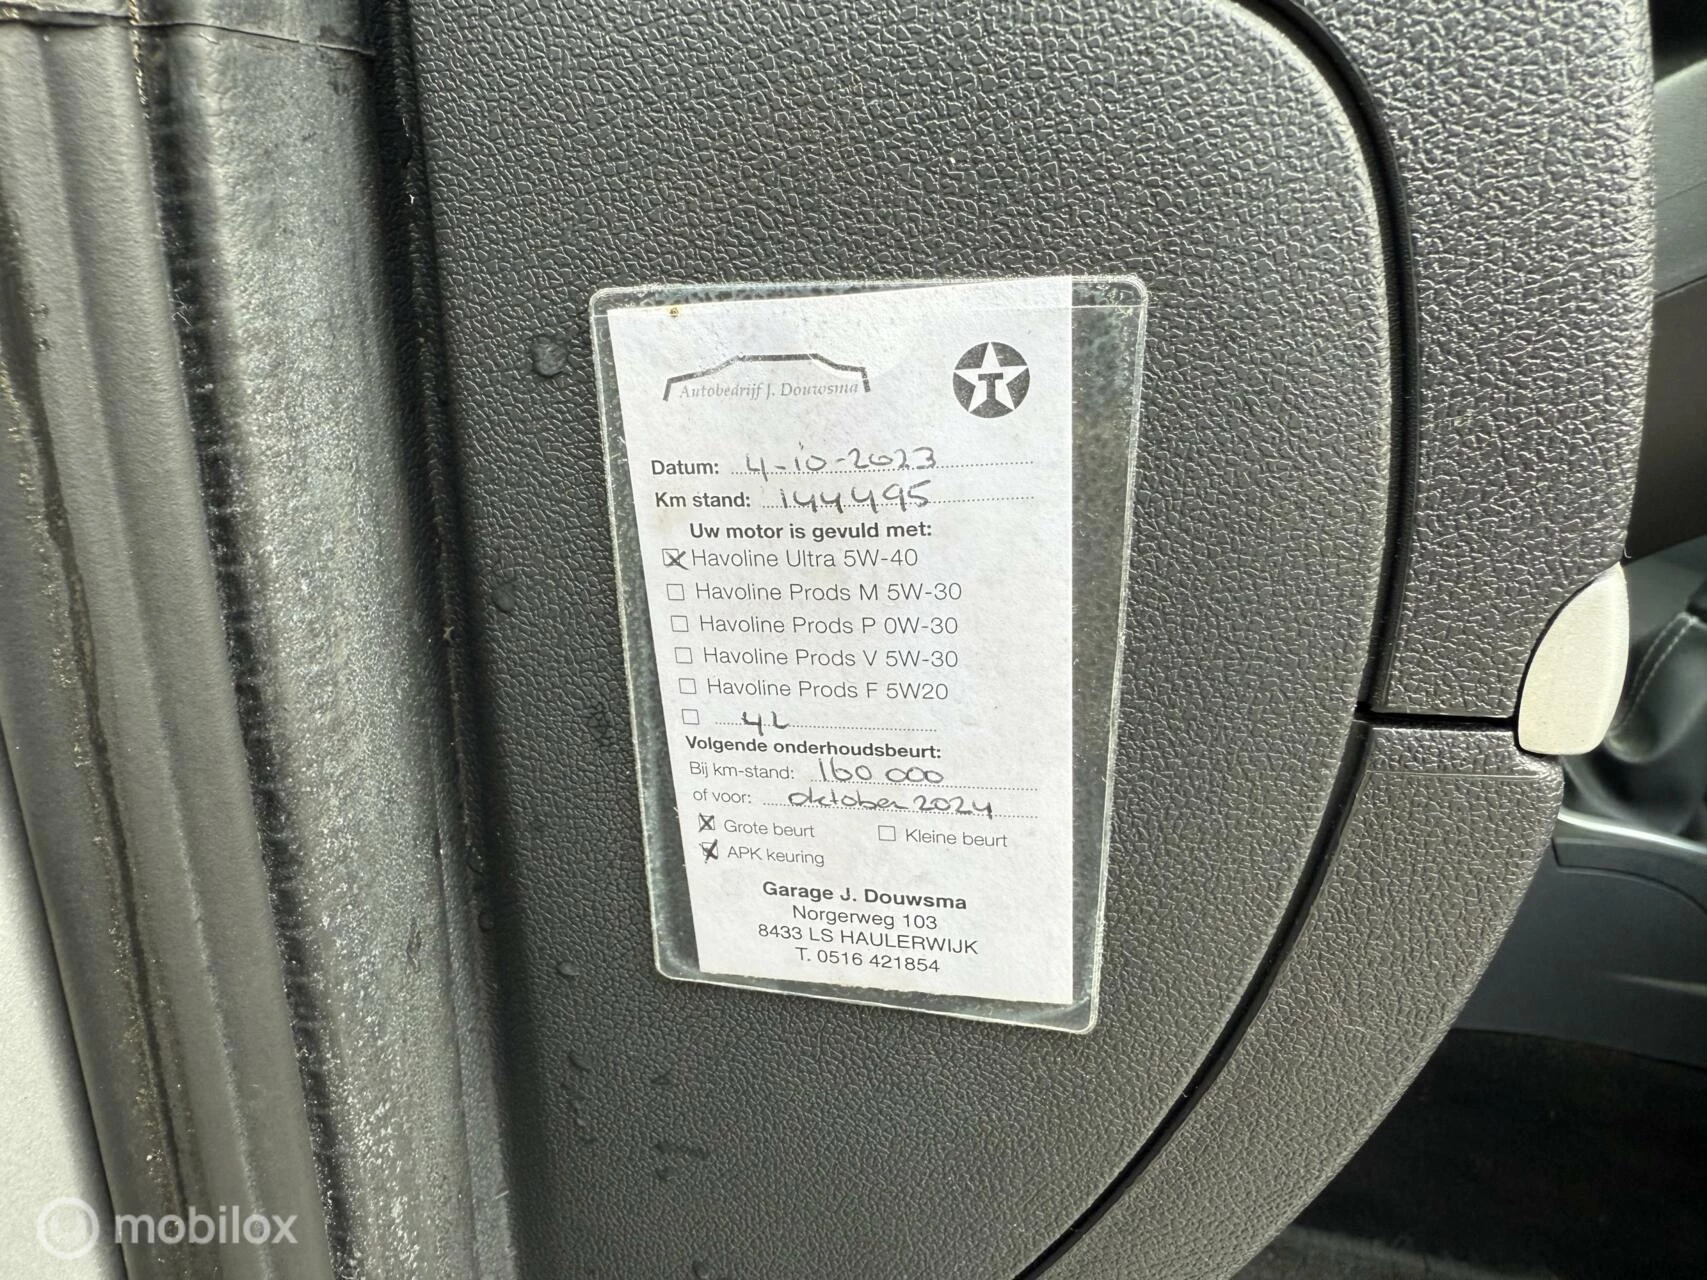 Autobedrijf J. Douwsma
T
Datum: 4-10-2023
Km stand: 144495
Uw motor is gevuld met:
Havoline Ultra 5W-40
Havoline Prods M 5W-30
Havoline Prods P 0W-30
Havoline Prods V 5W-30
Havoline Prods F 5W20
4L
Volgende onderhoudsbeurt:
Bij km-stand: 160 000
of voor: oktober 2024
Grote beurt Kleine beurt
APK keuring
Garage J. Douwsma
Norgerweg 103
8433 LS HAULERWIJK
T. 0516 421854
mobilox